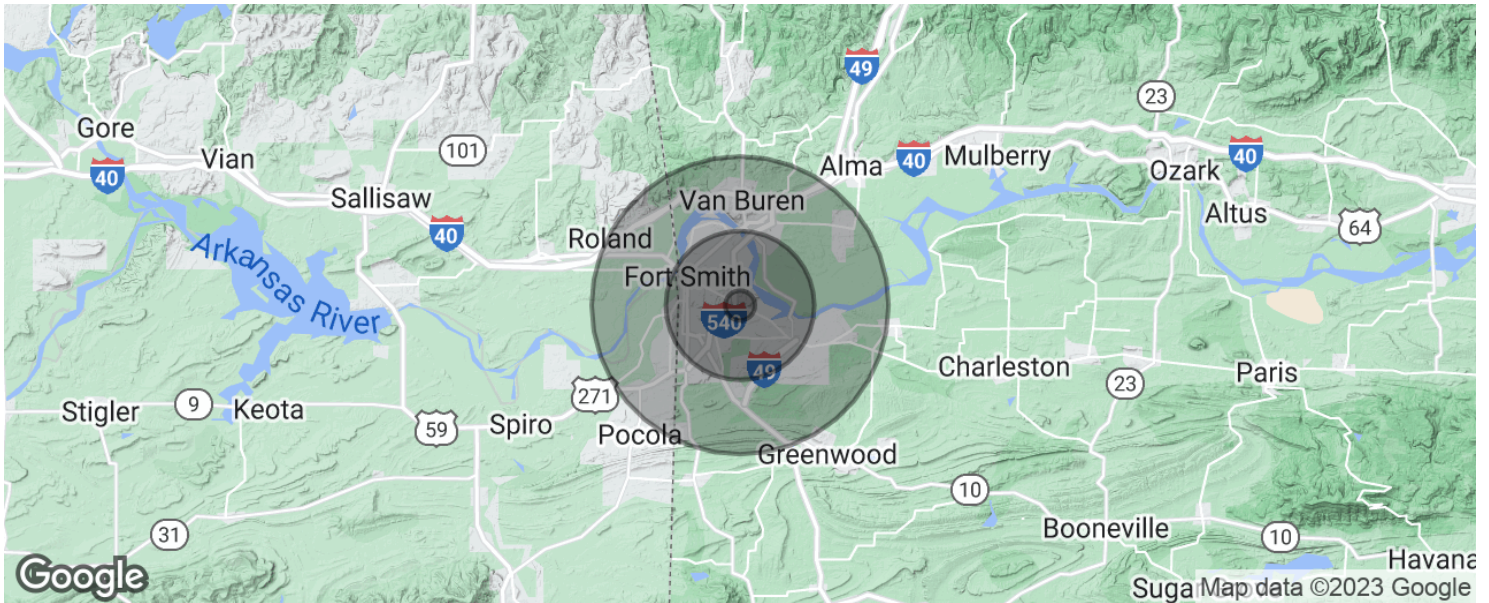 49
23
Gore
101
40
Vian
Alma
40
Mulberry
40
Ozark
40
Sallisaw
Van Buren
Altus
64
40
Roland
Arkansas River
Fort Smith
540
49
Charleston
23
Paris
271
Stigler
9
Keota
59
Spiro
Pocola
Greenwood
10
31
Booneville
10
Havana
Google
Map data ©2023 Google